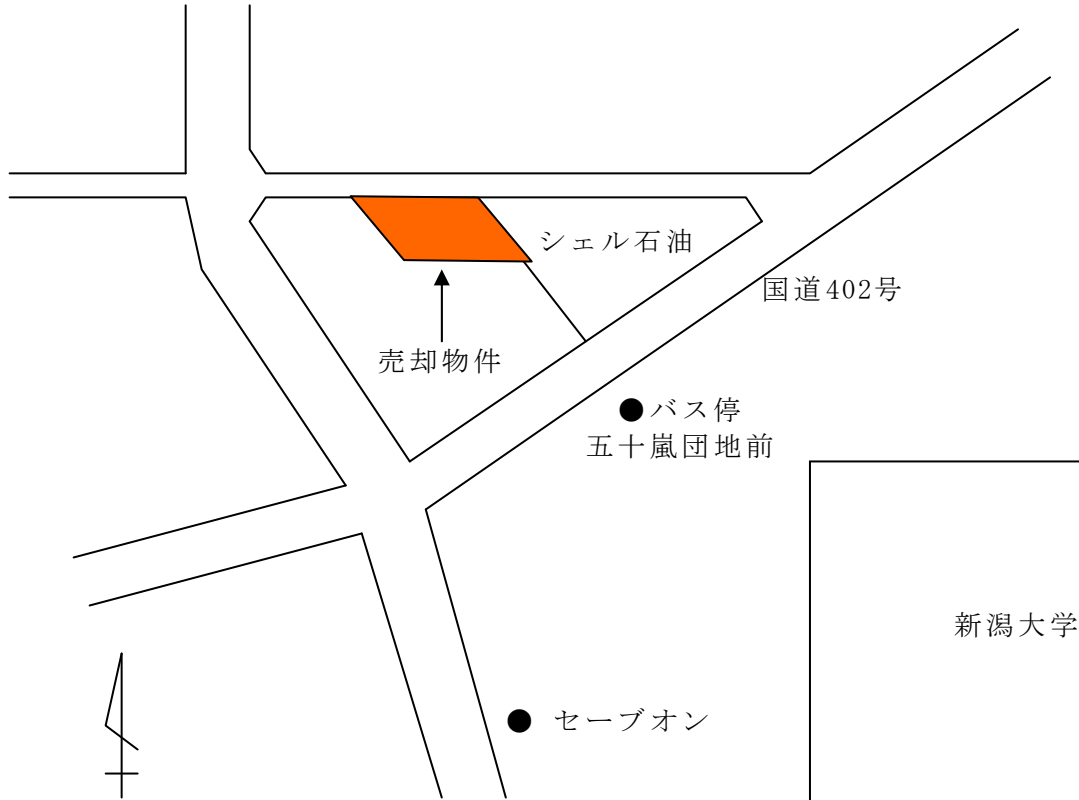 シェル石油
国道402号
売却物件
バス停
五十嵐団地前
新潟大学
セーブオン